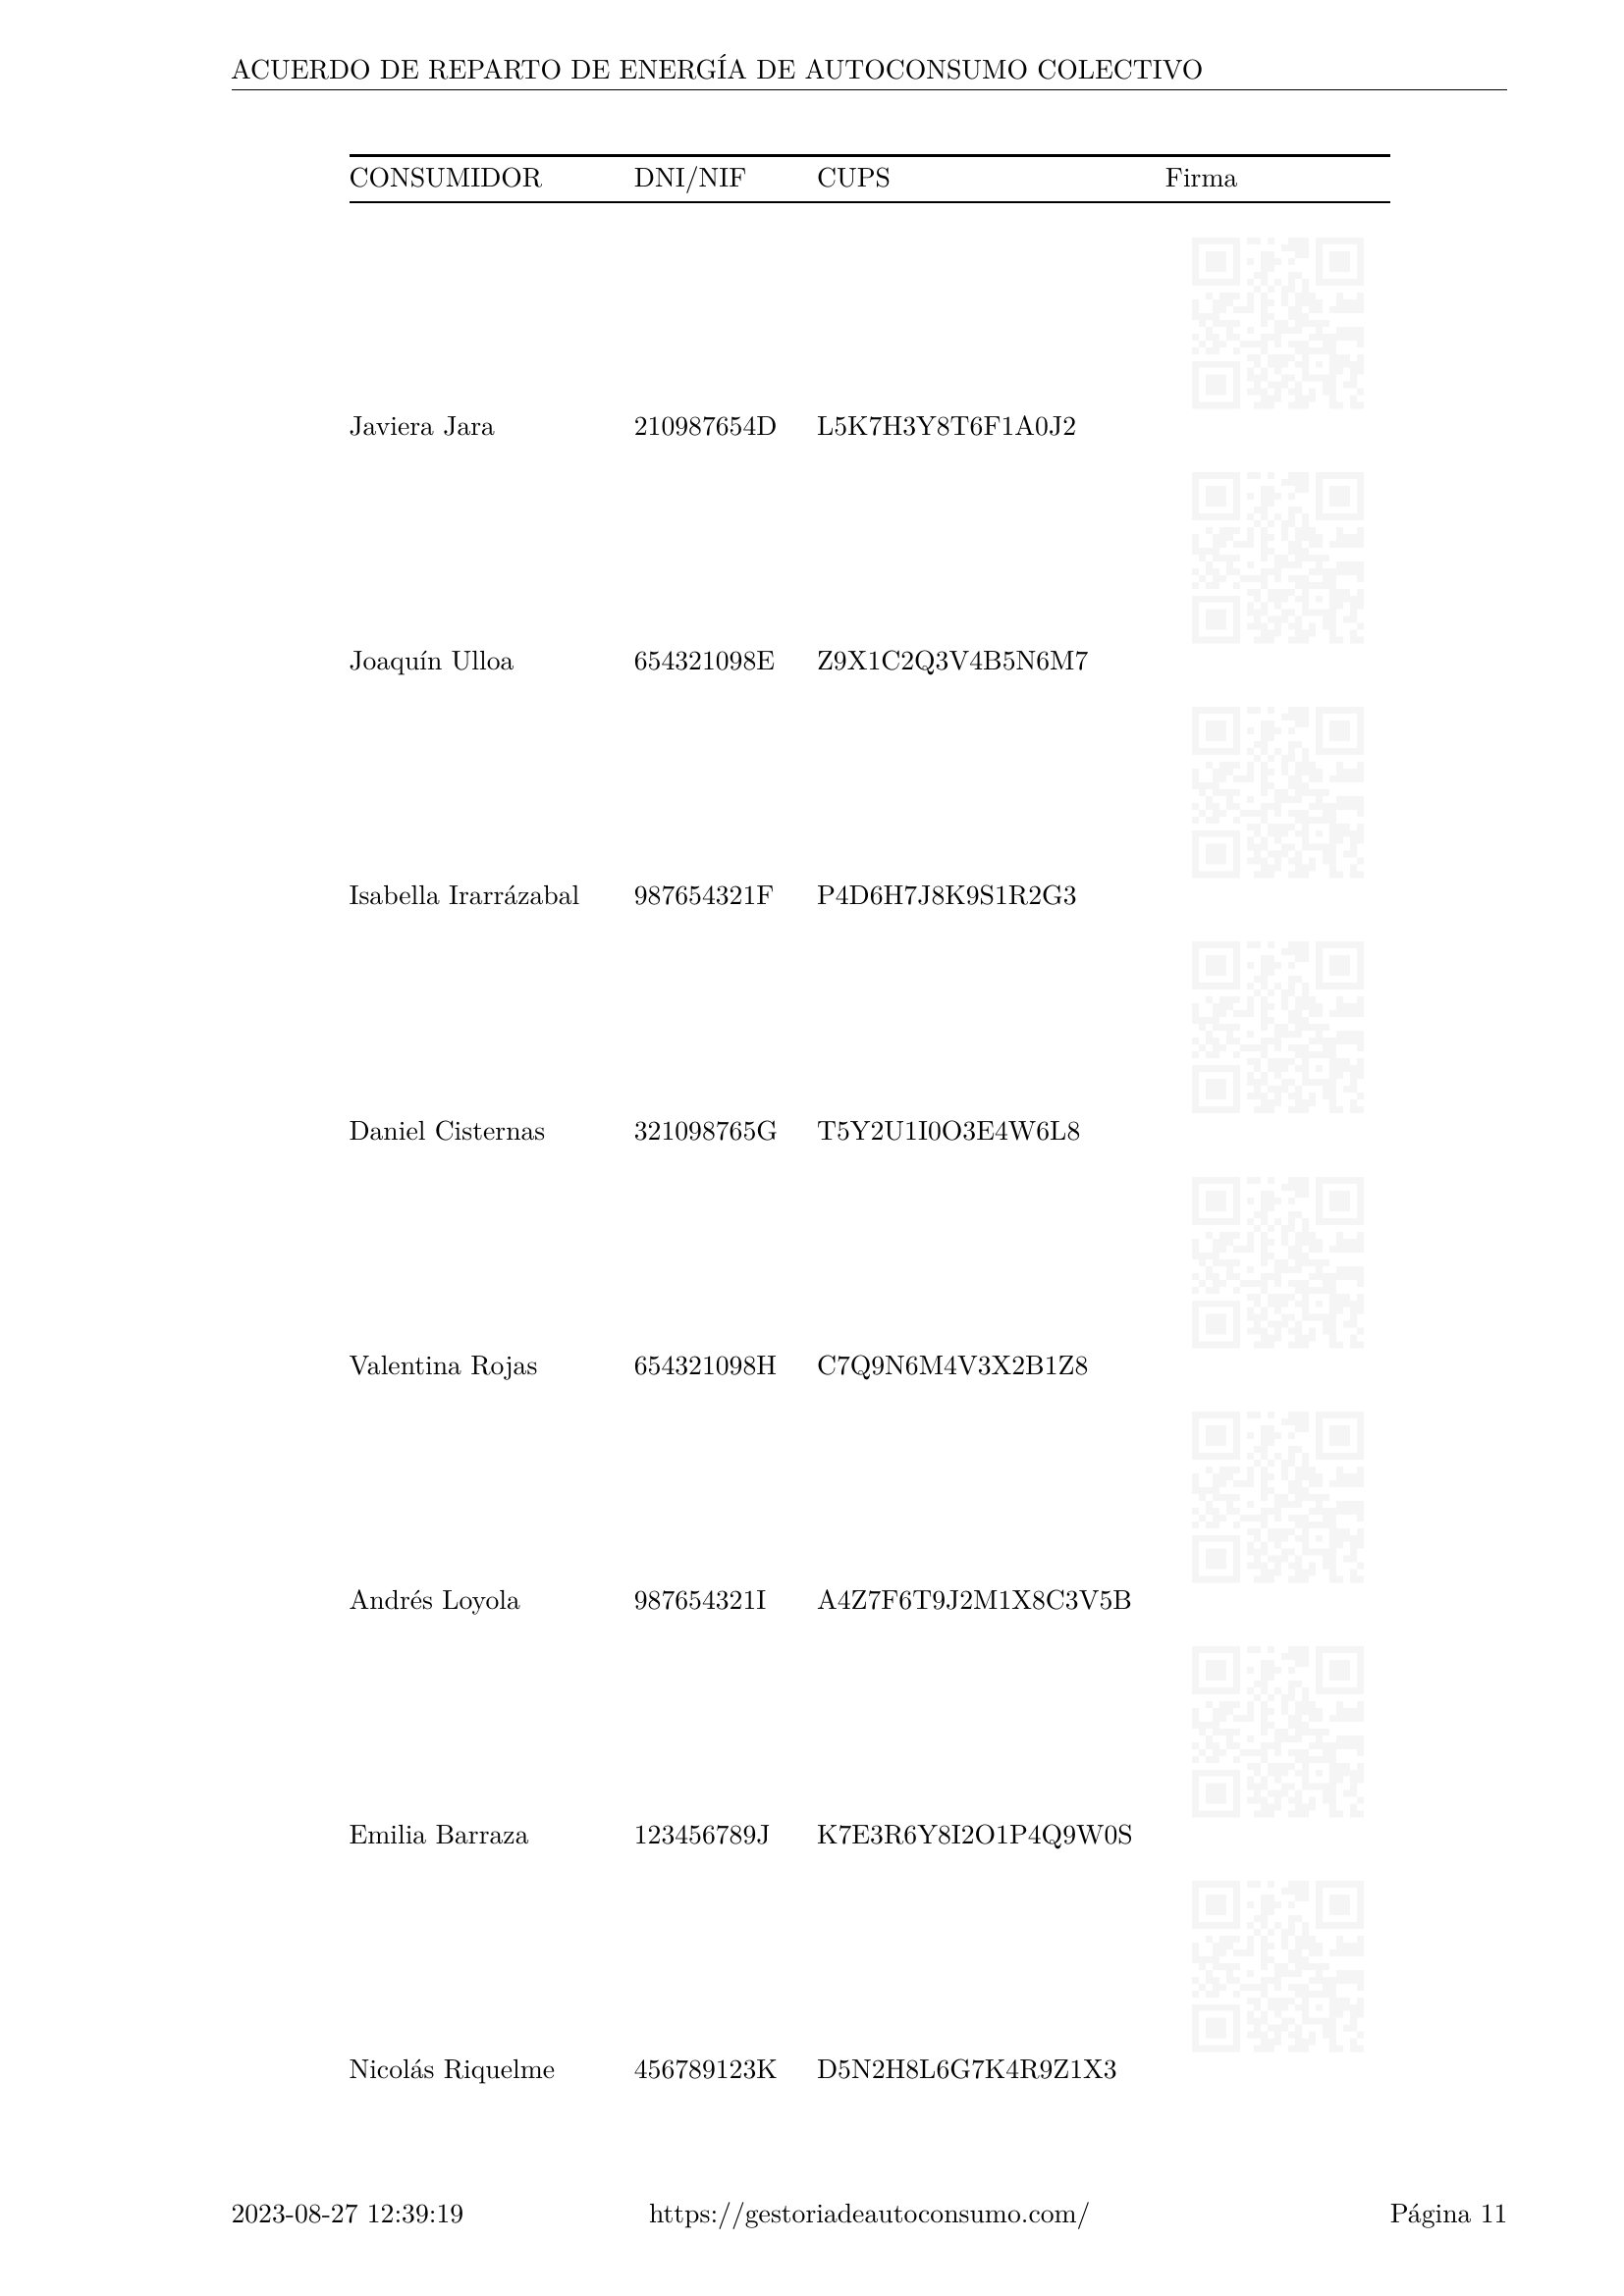 ACUERDO DE REPARTO DE ENERGÍA DE AUTOCONSUMO COLECTIVO
CONSUMIDOR DNI/NIF CUPS Firma
Javiera Jara 210987654D L5K7H3Y8T6F1A0J2
Joaquín Ulloa 654321098E Z9X1C2Q3V4B5N6M7
Isabella Irarrázabal 987654321F P4D6H7J8K9S1R2G3
Daniel Cisternas 321098765G T5Y2U1I0O3E4W6L8
Valentina Rojas 654321098H C7Q9N6M4V3X2B1Z8
Andrés Loyola 987654321I A4Z7F6T9J2M1X8C3V5B
Emilia Barraza 123456789J K7E3R6Y8I2O1P4Q9W0S
Nicolás Riquelme 456789123K D5N2H8L6G7K4R9Z1X3
2023-08-27 12:39:19 https://gestoriadeautoconsumo.com/ Página 11